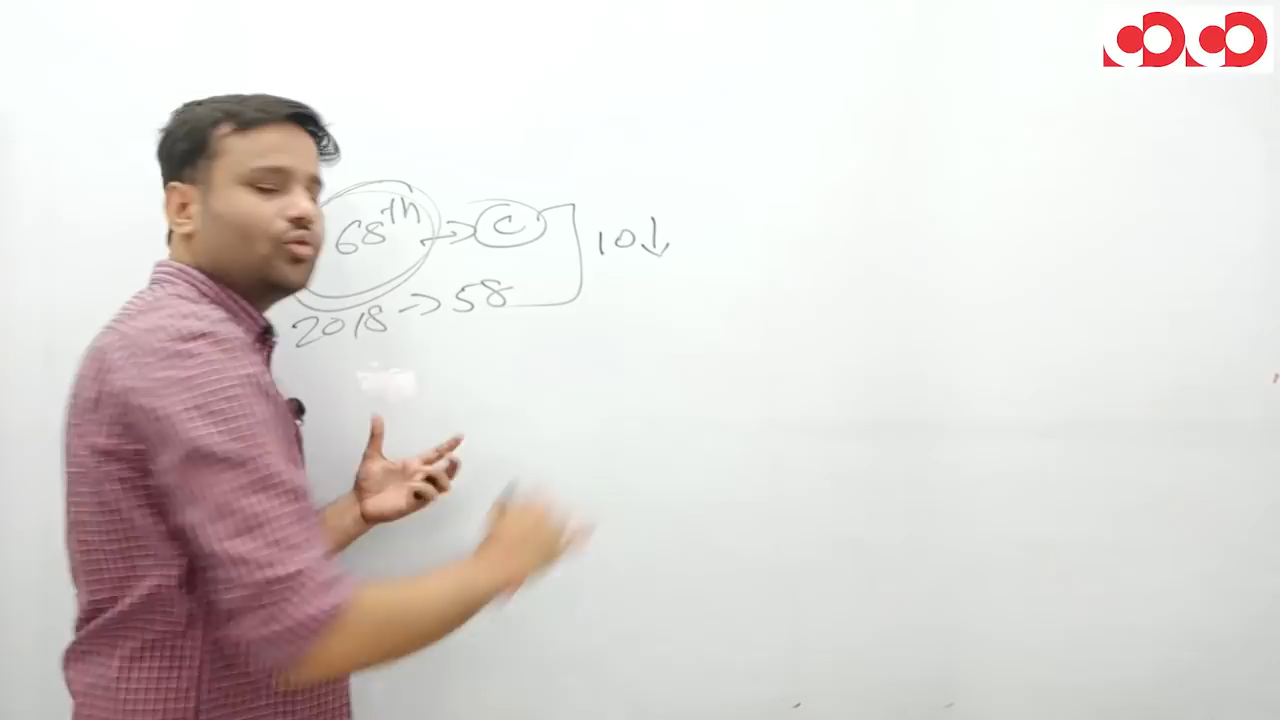 68th → C
10↓
2018 → 58